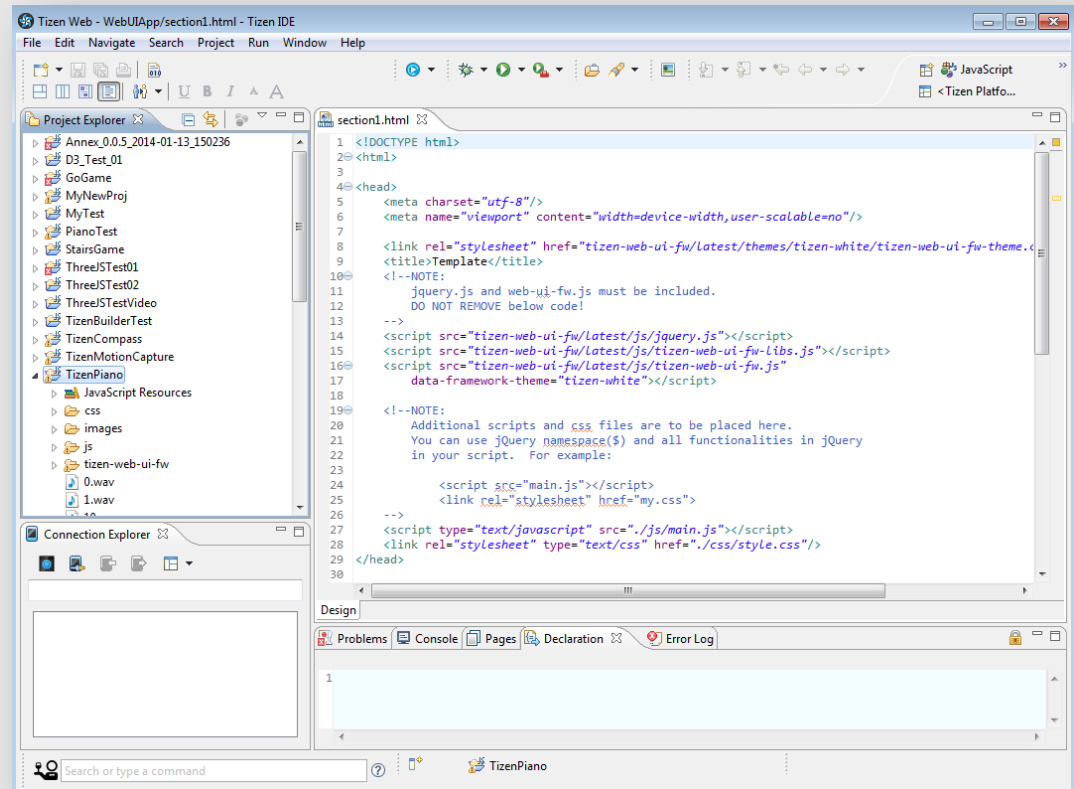 Tizen Web - WebUIApp/section1.html - Tizen IDE
File Edit Navigate Search Project Run Window Help
JavaScript
<Tizen Platfo...
U B I A A
Project Explorer
Annex_0.0.5_2014-01-13_150236
D3_Test_01
GoGame
MyNewProj
MyTest
PianoTest
StairsGame
ThreeJSTest01
ThreeJSTest02
ThreeJSTestVideo
TizenBuilderTest
TizenCompass
TizenMotionCapture
TizenPiano
JavaScript Resources
css
images
js
tizen-web-ui-fw
0.wav
1.wav
section1.html
1 <!DOCTYPE html>
2 <html>
3
4 <head>
5 <meta charset="utf-8"/>
6 <meta name="viewport" content="width=device-width,user-scalable=no"/>
7
8 <link rel="stylesheet" href="tizen-web-ui-fw/latest/themes/tizen-white/tizen-web-ui-fw-theme.c
9 <title>Template</title>
10 <!--NOTE:
11 jquery.js and web-ui-fw.js must be included.
12 DO NOT REMOVE below code!
13 -->
14 <script src="tizen-web-ui-fw/latest/js/jquery.js"></script>
15 <script src="tizen-web-ui-fw/latest/js/tizen-web-ui-fw-libs.js"></script>
16 <script src="tizen-web-ui-fw/latest/js/tizen-web-ui-fw.js"
17 data-framework-theme="tizen-white"></script>
18
19 <!--NOTE:
20 Additional scripts and css files are to be placed here.
21 You can use jQuery namespace($) and all functionalities in jQuery
22 in your script. For example:
23
24 <script src="main.js"></script>
25 <link rel="stylesheet" href="my.css">
26 -->
27 <script type="text/javascript" src="./js/main.js"></script>
28 <link rel="stylesheet" type="text/css" href="./css/style.css"/>
29 </head>
30
Design
Connection Explorer
Problems Console Pages Declaration Error Log
1
Search or type a command
TizenPiano